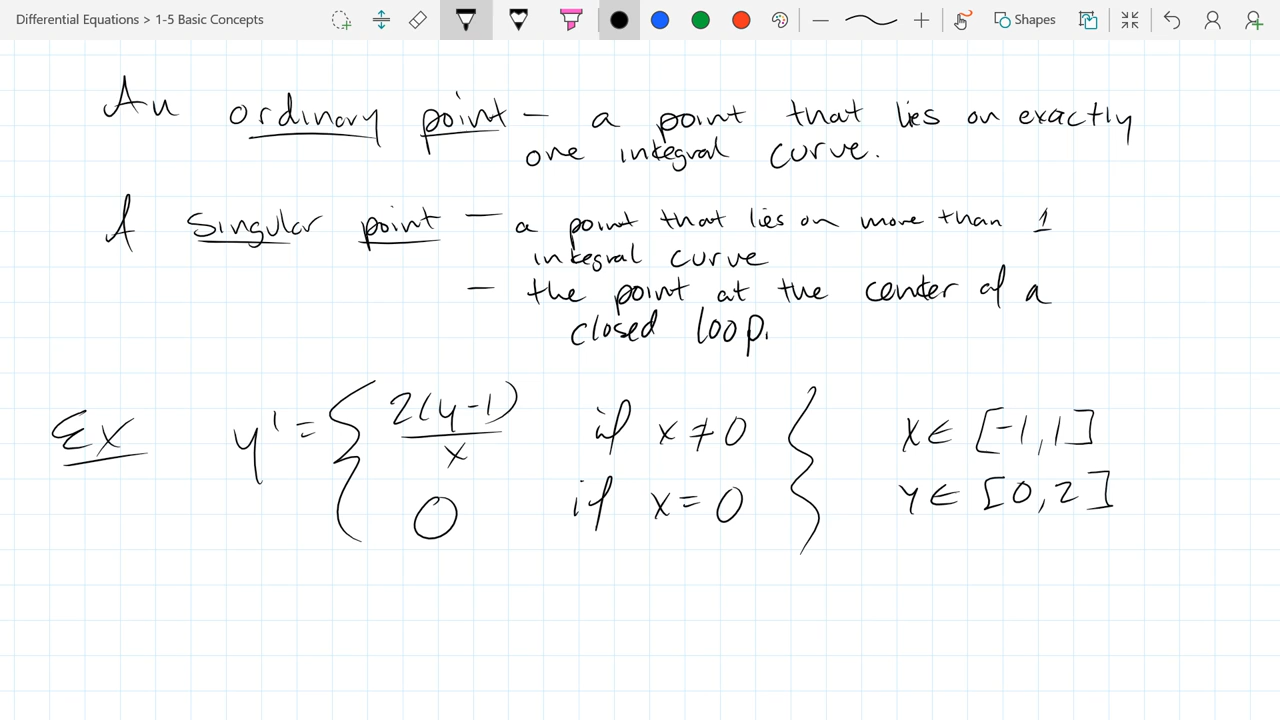 Differential Equations > 1-5 Basic Concepts
Shapes
An ordinary point - a point that lies on exactly
one integral curve.
A singular point - a point that lies on more than 1
integral curve
- the point at the center of a
closed loop.
Ex y' = { 2(y-1)/x if x ≠ 0 } x ∈ [-1, 1]
0 if x = 0 y ∈ [0, 2]